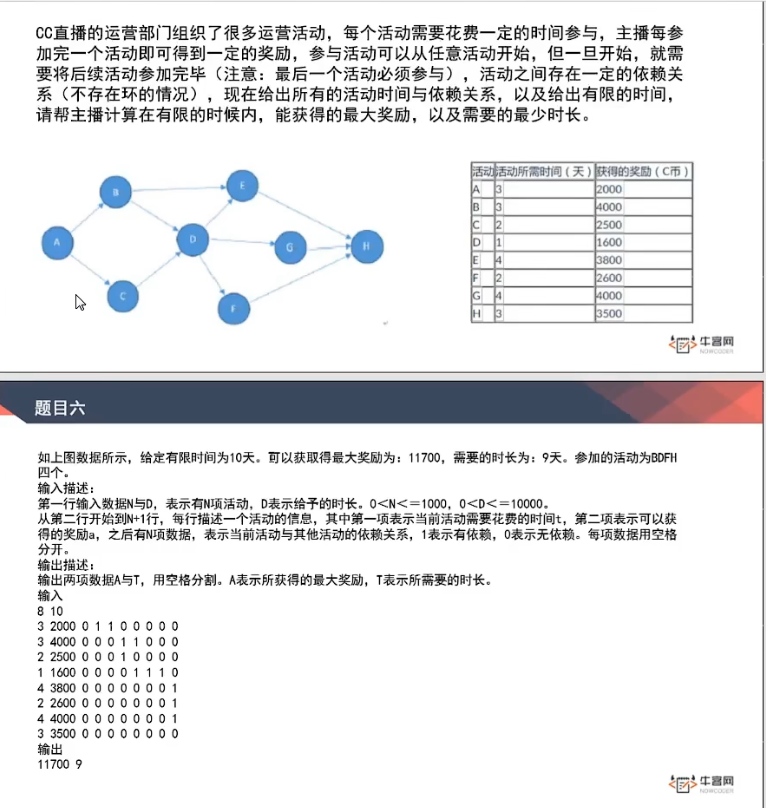 CC直播的运营部门组织了很多运营活动，每个活动需要花费一定的时间参与，主播每参
加完一个活动即可得到一定的奖励，参与活动可以从任意活动开始，但一旦开始，就需
要将后续活动参加完毕（注意：最后一个活动必须参与），活动之间存在一定的依赖关
系（不存在环的情况），现在给出所有的活动时间与依赖关系，以及给出有限的时间，
请帮主播计算在有限的时候内，能获得的最大奖励，以及需要的最少时长。
A
B
C
D
E
F
G
H
活动 活动所需时间（天） 获得的奖励（C币）
A 3 2000
B 3 4000
C 2 2500
D 1 1600
E 4 3800
F 2 2600
G 4 4000
H 3 3500
牛客网
NOWCODER
题目六
如上图数据所示，给定有限时间为10天。可以获取得最大奖励为：11700，需要的时长为：9天。参加的活动为BDFH
四个。
输入描述：
第一行输入数据N与D，表示有N项活动，D表示给予的时长。0＜N＜＝1000，0＜D＜＝10000。
从第二行开始到N+1行，每行描述一个活动的信息，其中第一项表示当前活动需要花费的时间t，第二项表示可以获
得的奖励a，之后有N项数据，表示当前活动与其他活动的依赖关系，1表示有依赖，0表示无依赖。每项数据用空格
分开。
输出描述：
输出两项数据A与T，用空格分割。A表示所获得的最大奖励，T表示所需要的时长。
输入
8 10
3 2000 0 1 1 0 0 0 0 0
3 4000 0 0 0 1 1 0 0 0
2 2500 0 0 0 1 0 0 0 0
1 1600 0 0 0 0 1 1 1 0
4 3800 0 0 0 0 0 0 0 1
2 2600 0 0 0 0 0 0 0 1
4 4000 0 0 0 0 0 0 0 1
3 3500 0 0 0 0 0 0 0 0
输出
11700 9
牛客网
NOWCODER